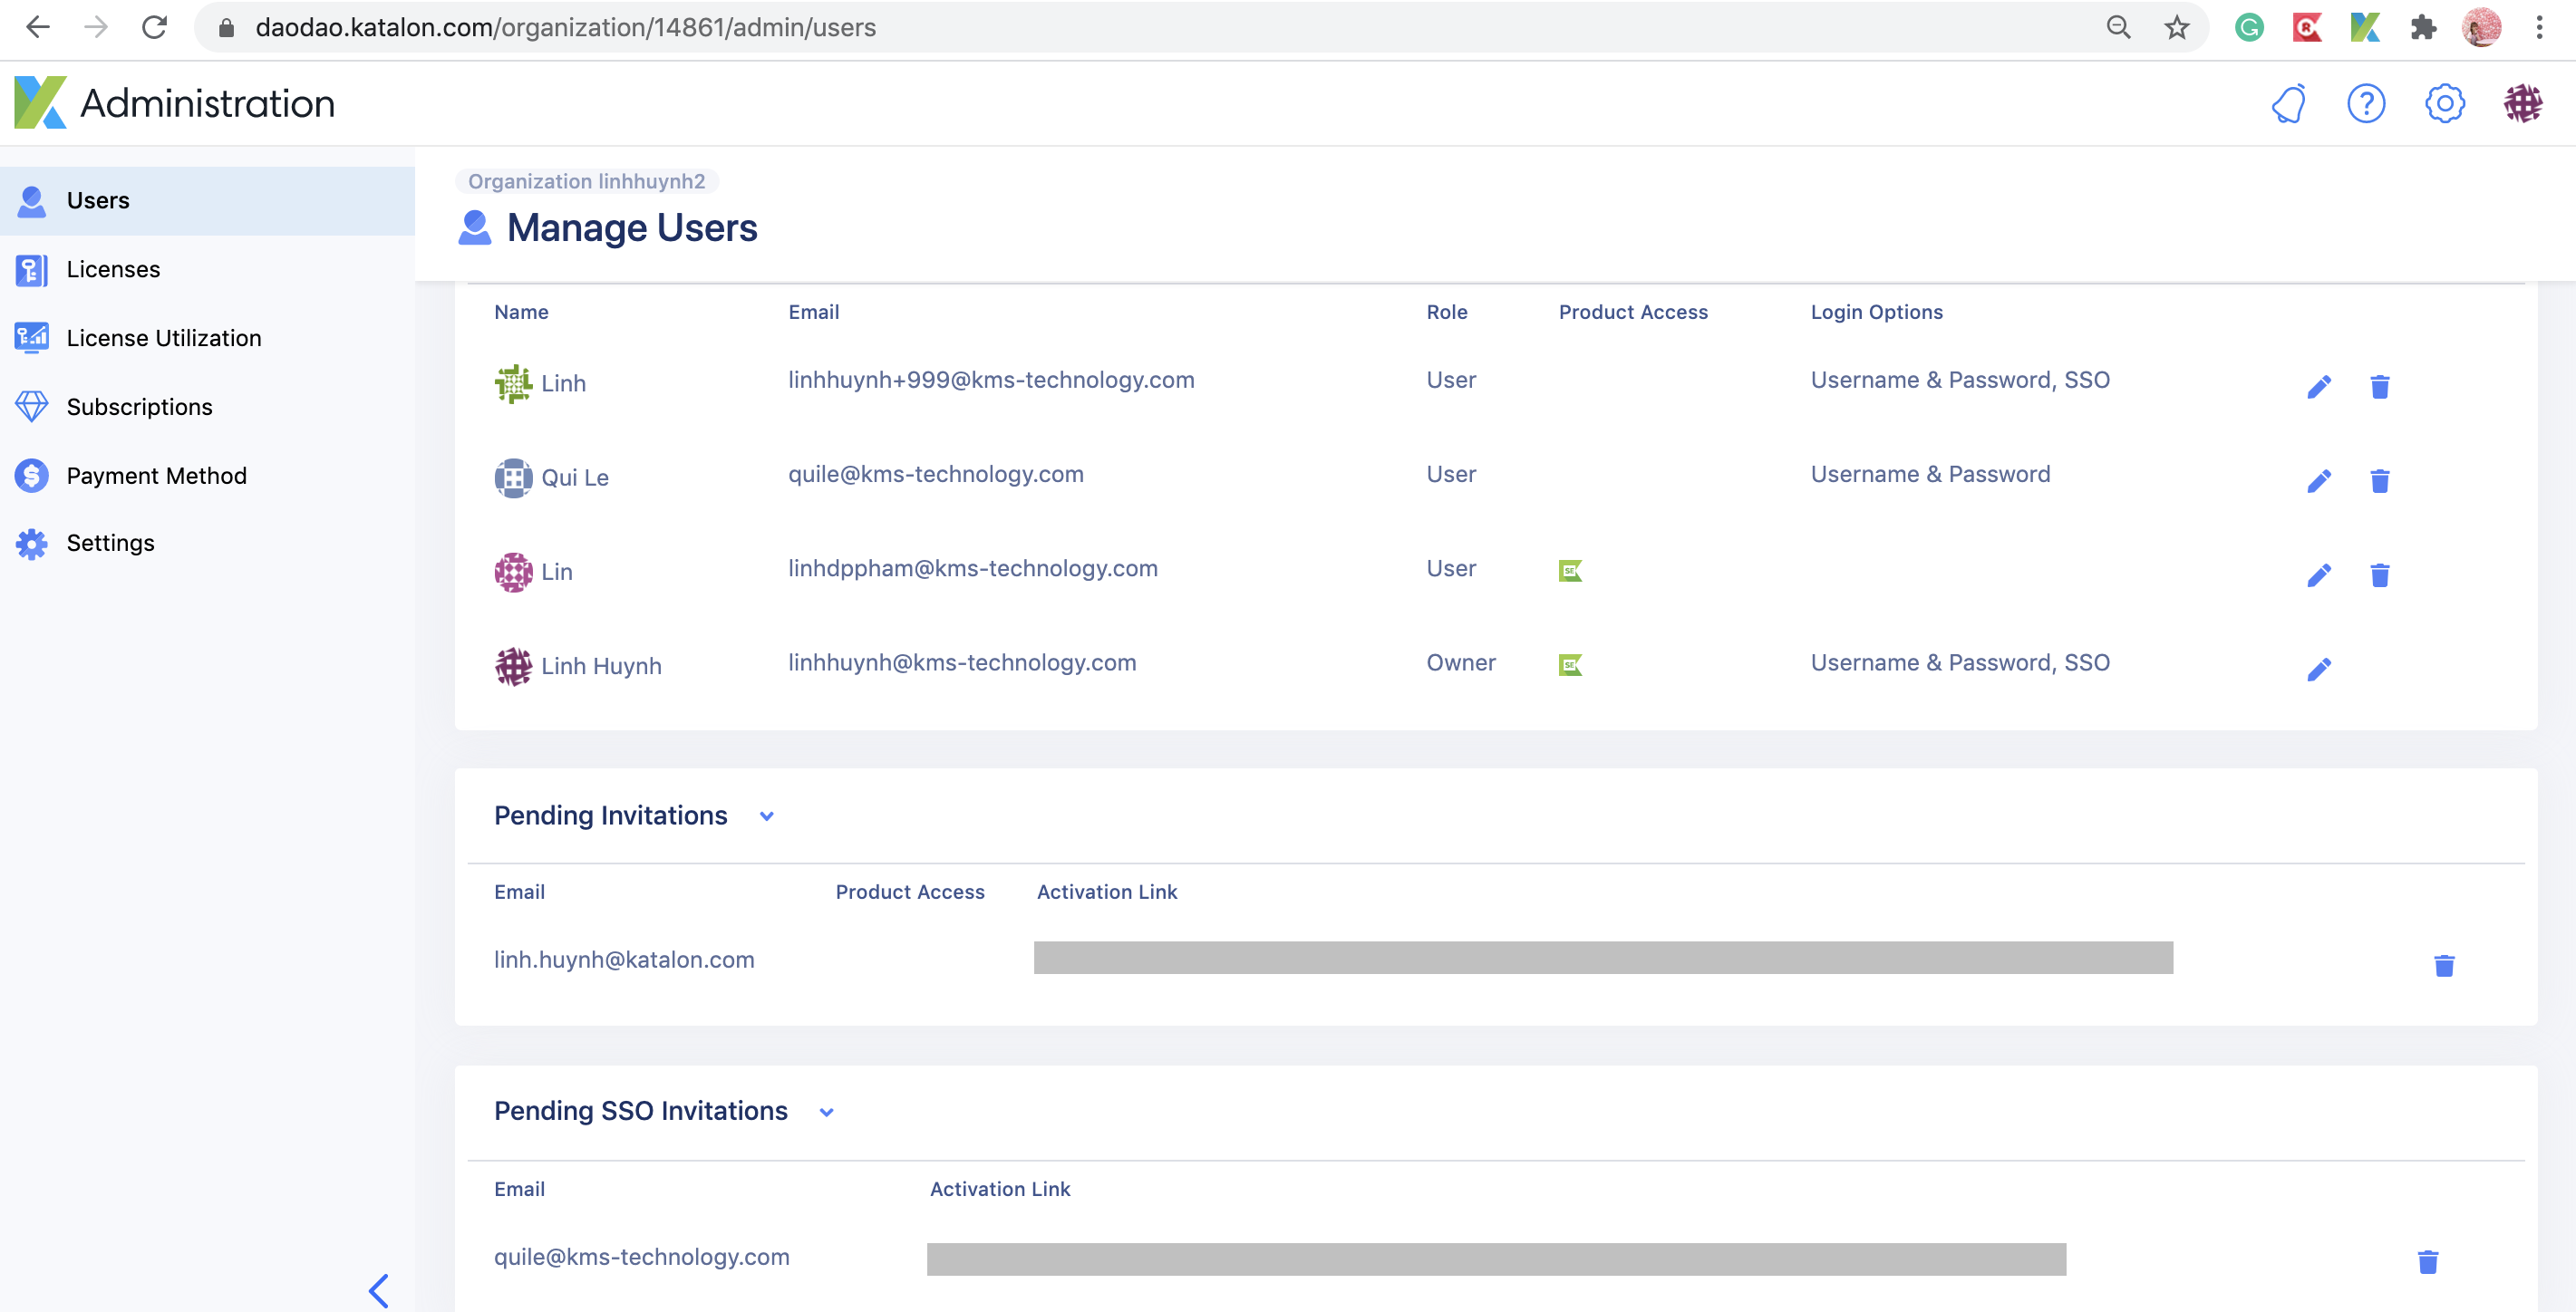 daodao.katalon.com/organization/14861/admin/users
Administration
Users
Licenses
License Utilization
Subscriptions
Payment Method
Settings
Organization linhhuynh2
Manage Users
Name Email Role Product Access Login Options
Linh linhhuynh+999@kms-technology.com User Username & Password, SSO
Qui Le quile@kms-technology.com User Username & Password
Lin linhdppham@kms-technology.com User SE
Linh Huynh linhhuynh@kms-technology.com Owner SE Username & Password, SSO
Pending Invitations
Email Product Access Activation Link
linh.huynh@katalon.com
Pending SSO Invitations
Email Activation Link
quile@kms-technology.com